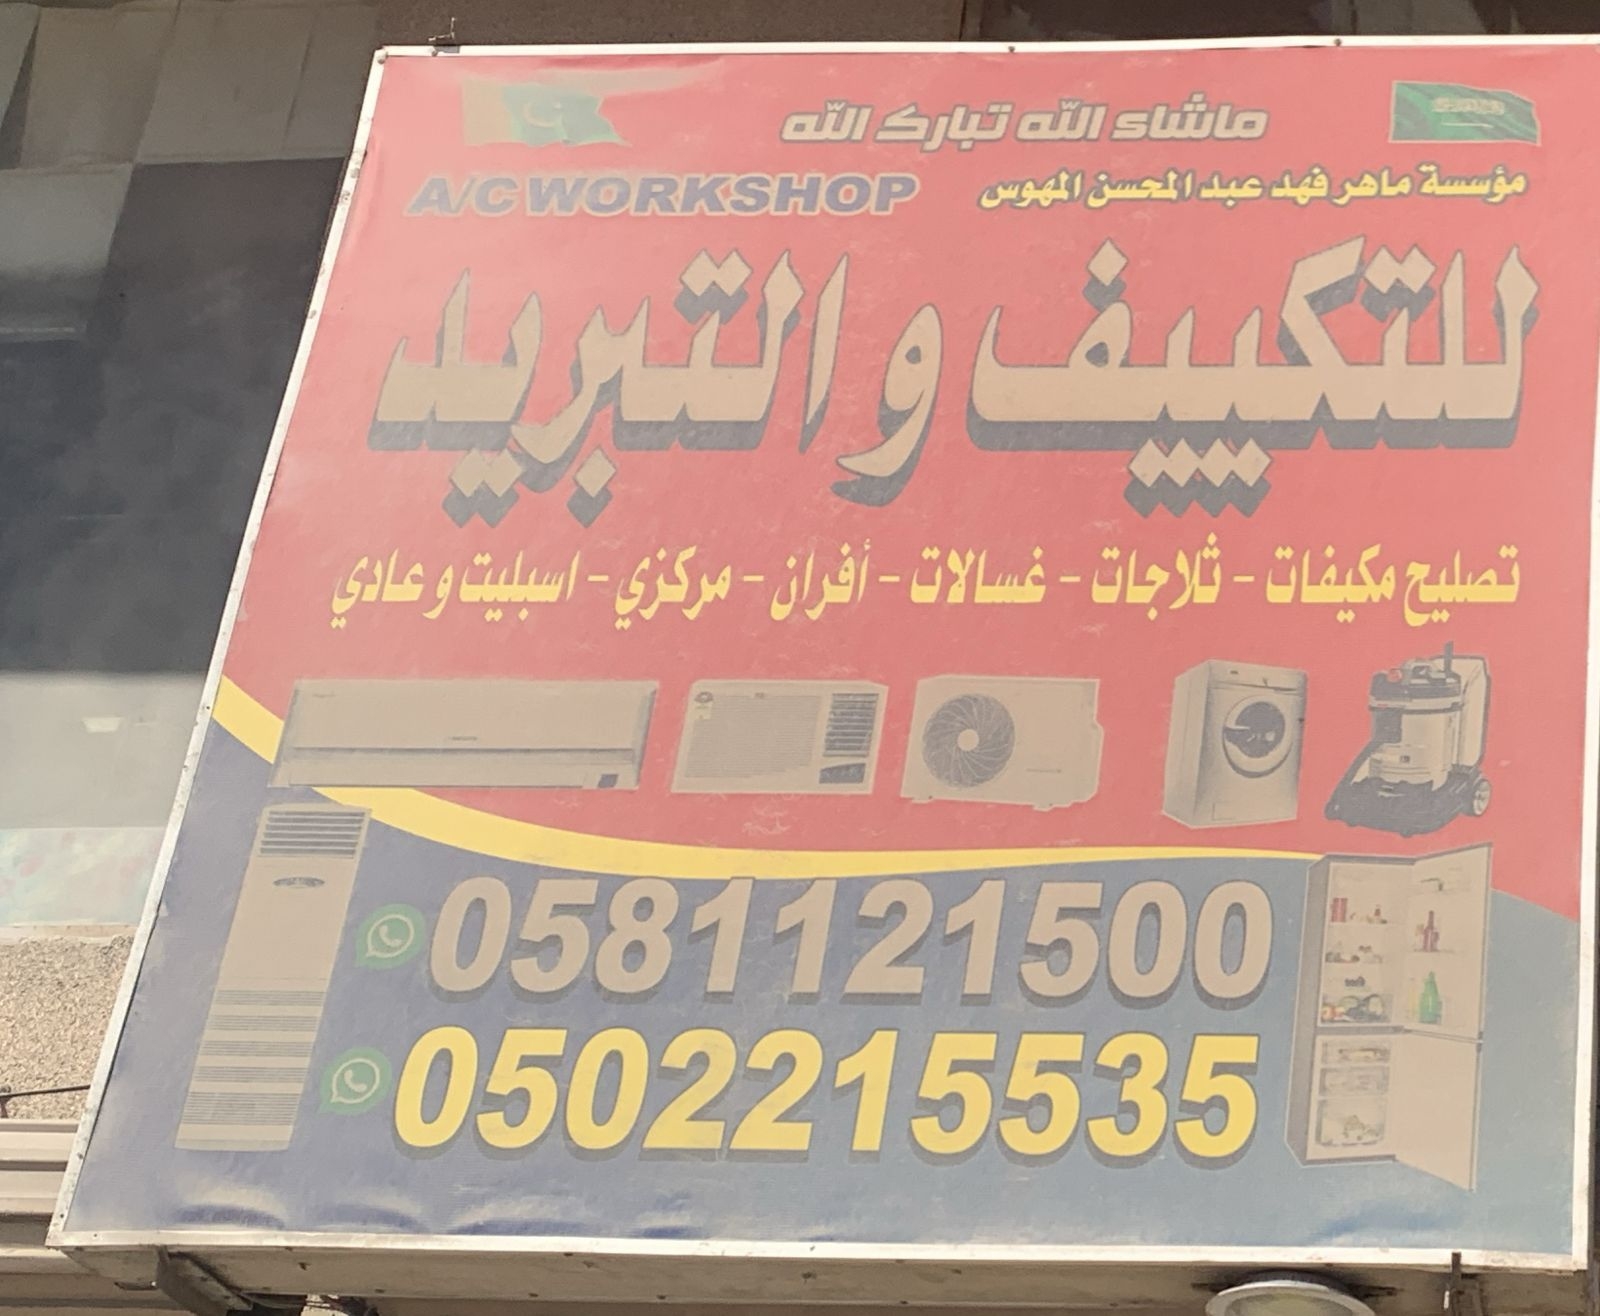 ماشاء الله تبارك الله
مؤسسة ماهر فهد عبد المحسن المهوس
A/C WORKSHOP
للتكييف والتبريد
تصليح مكيفات - ثلاجات - غسالات - أفران - مركزي - اسبليت و عادي
0581121500
0502215535